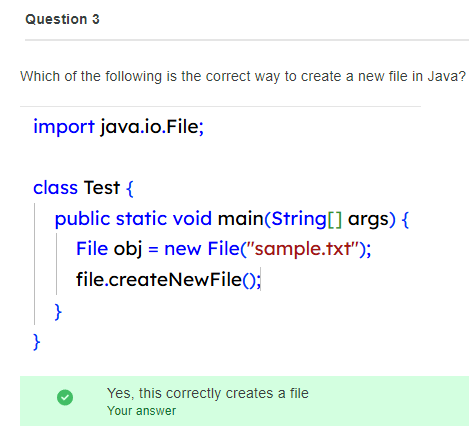 Question 3
Which of the following is the correct way to create a new file in Java?
import java.io.File;
class Test {
public static void main(String[] args) {
File obj = new File("sample.txt");
file.createNewFile();
}
}
Yes, this correctly creates a file
Your answer